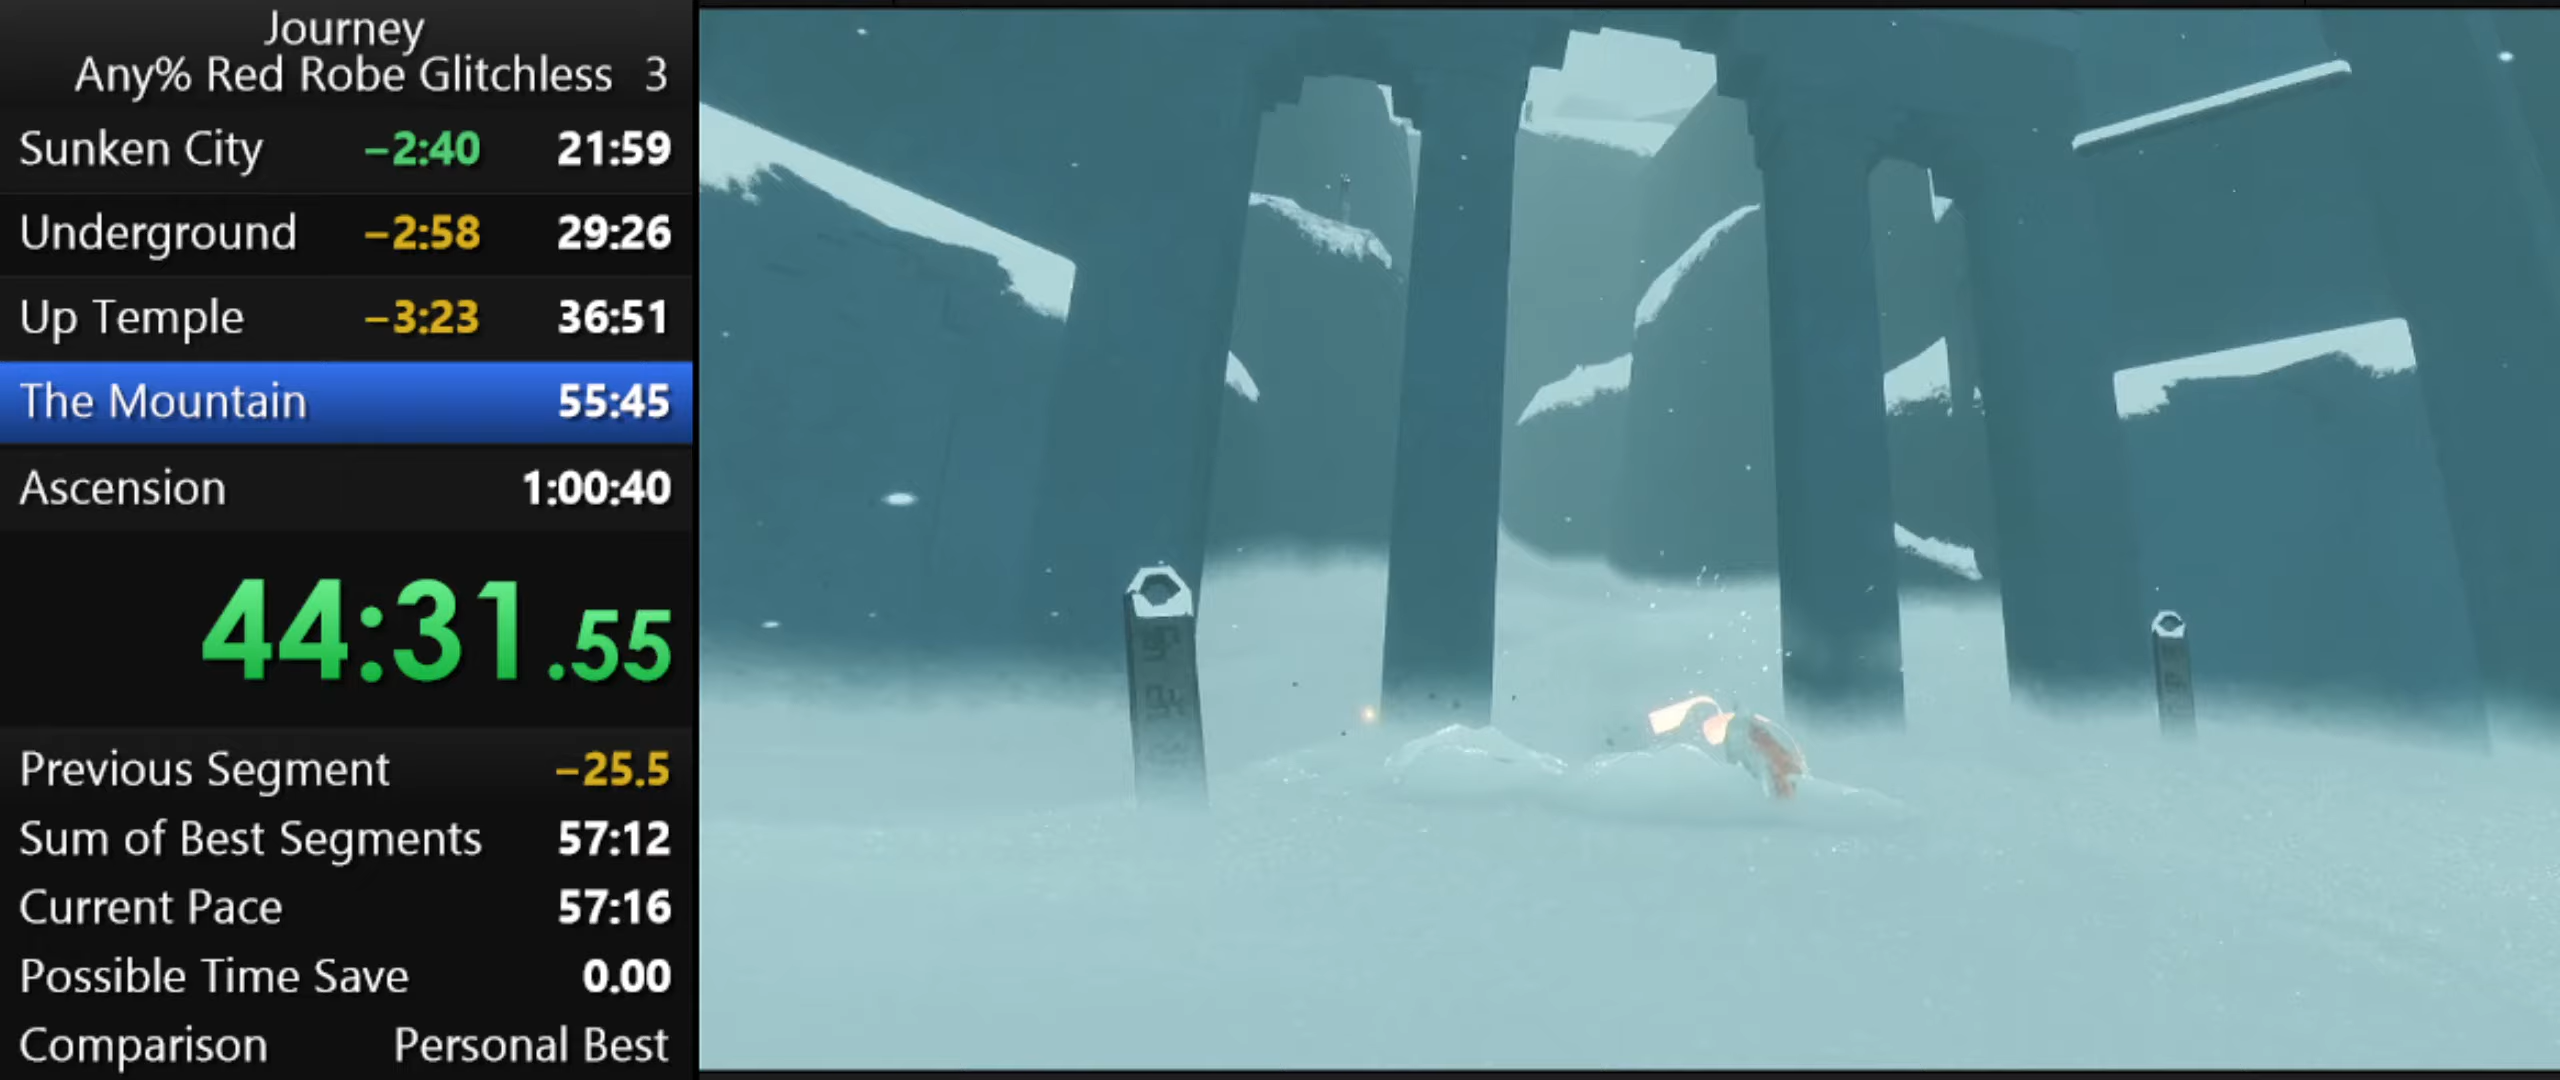 Journey
Any% Red Robe Glitchless 3
Sunken City -2:40 21:59
Underground -2:58 29:26
Up Temple -3:23 36:51
The Mountain 55:45
Ascension 1:00:40
44:31.55
Previous Segment -25.5
Sum of Best Segments 57:12
Current Pace 57:16
Possible Time Save 0.00
Comparison Personal Best